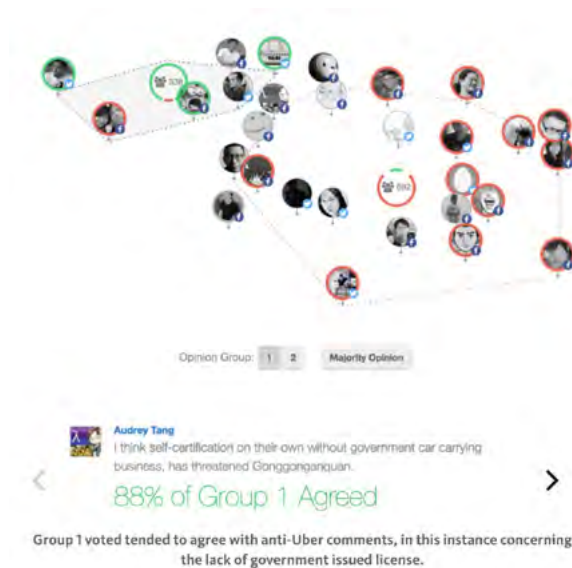 538
592
Opinion Group: 1 2 Majority Opinion
Audrey Tang
I think self-certification on their own without government car carrying
business, has threatened Gonggonganquan.
88% of Group 1 Agreed
Group 1 voted tended to agree with anti-Uber comments, in this instance concerning
the lack of government issued license.